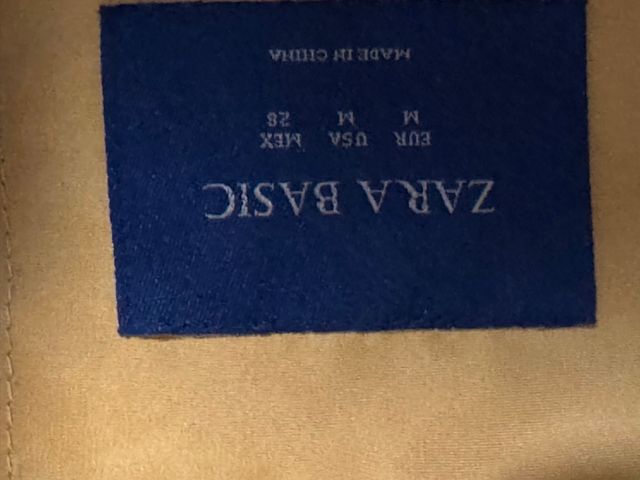 ZARA BASIC
EUR USA MEX
M M 28
MADE IN CHINA